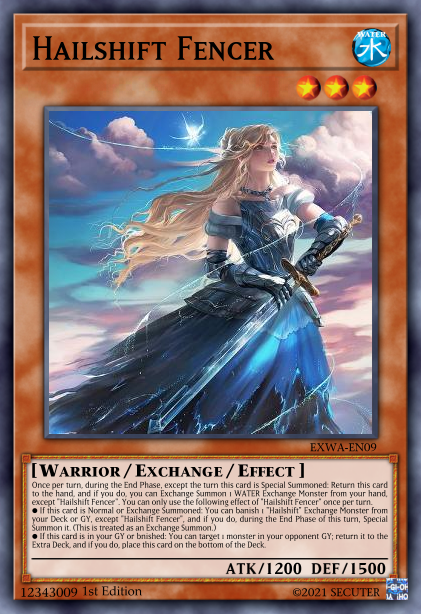 Hailshift Fencer
WATER
水
EXWA-EN09
[Warrior/Exchange/Effect]
Once per turn, during the End Phase, except the turn this card is Special Summoned: Return this card
to the hand, and if you do, you can Exchange Summon 1 WATER Exchange Monster from your hand,
except "Hailshift Fencer". You can only use the following effect of "Hailshift Fencer" once per turn.
● If this card is Normal or Exchange Summoned: You can banish 1 "Hailshift" Exchange Monster from
your Deck or GY, except "Hailshift Fencer", and if you do, during the End Phase of this turn, Special
Summon it. (This is treated as an Exchange Summon.)
● If this card is in your GY or bnished: You can target 1 monster in your opponent GY; return it to the
Extra Deck, and if you do, place this card on the bottom of the Deck.
ATK/1200 DEF/1500
12343009 1st Edition
©2021 SECUTER